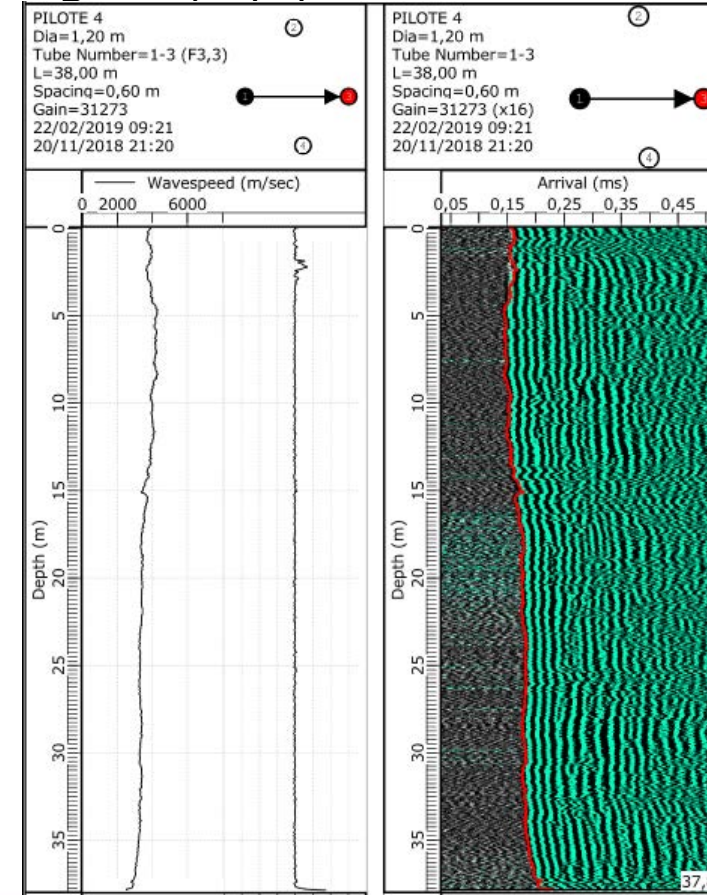 PILOTE 4
Dia=1,20 m
Tube Number=1-3 (F3,3)
L=38,00 m
Spacing=0,60 m
Gain=31273
22/02/2019 09:21
20/11/2018 21:20
2
1
3
4
Wavespeed (m/sec)
0 2000 6000
0
5
10
15
20
25
30
35
Depth (m)
PILOTE 4
Dia=1,20 m
Tube Number=1-3
L=38,00 m
Spacing=0,60 m
Gain=31273 (x16)
22/02/2019 09:21
20/11/2018 21:20
2
1
3
4
Arrival (ms)
0,05 0,15 0,25 0,35 0,45
0
5
10
15
20
25
30
35
Depth (m)